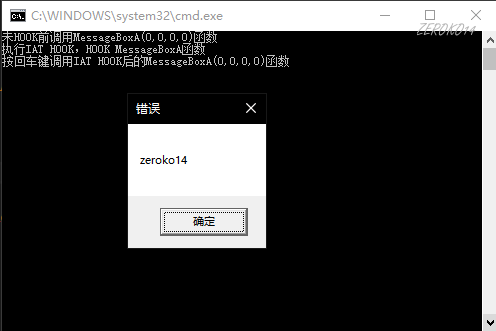 C:\WINDOWS\system32\cmd.exe
ZEROKO14
未HOOK前调用MessageBoxA(0,0,0,0)函数
执行IAT HOOK，HOOK MessageBoxA函数
按回车键调用IAT HOOK后的MessageBoxA(0,0,0,0)函数
错误
zeroko14
确定